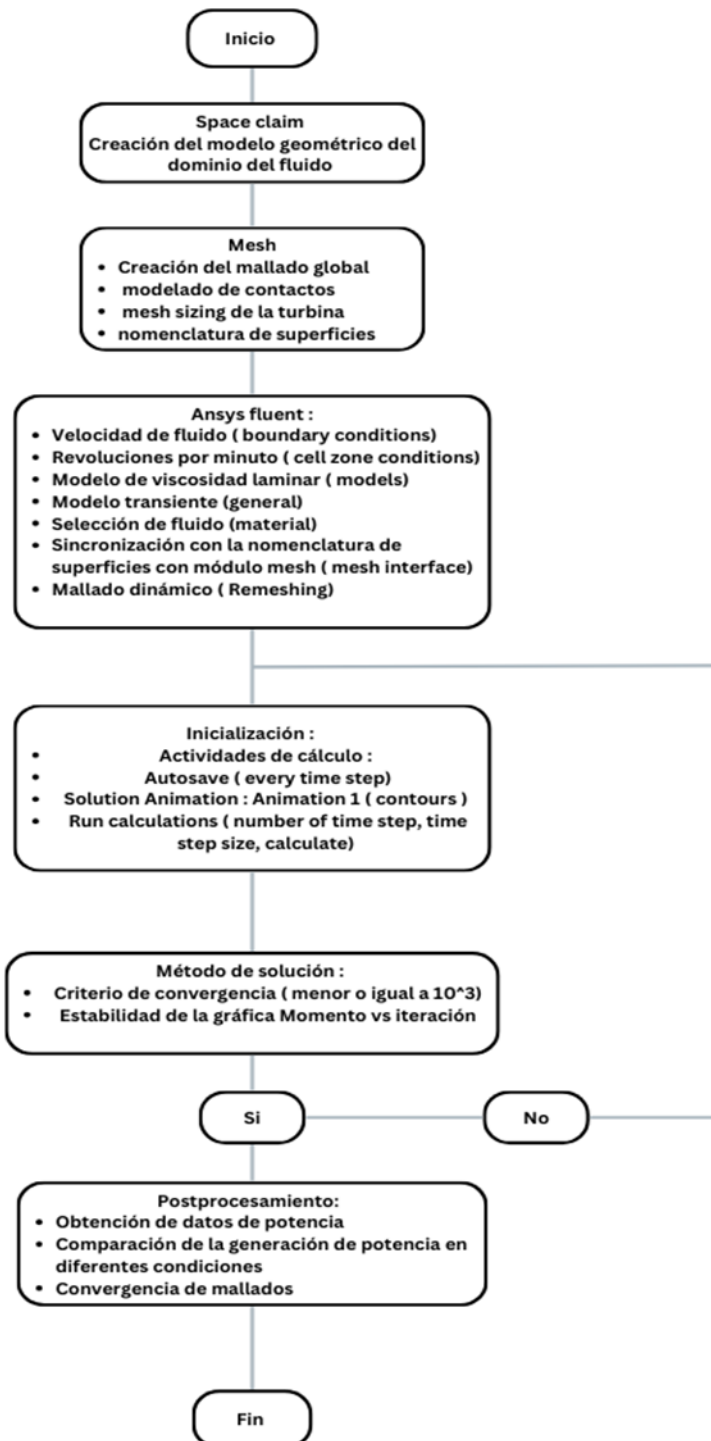 Inicio
Space claim
Creación del modelo geométrico del
dominio del fluido
Mesh
• Creación del mallado global
• modelado de contactos
• mesh sizing de la turbina
• nomenclatura de superficies
Ansys fluent :
• Velocidad de fluido ( boundary conditions)
• Revoluciones por minuto ( cell zone conditions)
• Modelo de viscosidad laminar ( models)
• Modelo transiente (general)
• Selección de fluido (material)
• Sincronización con la nomenclatura de
superficies con módulo mesh ( mesh interface)
• Mallado dinámico ( Remeshing)
Inicialización :
• Actividades de cálculo :
• Autosave ( every time step)
• Solution Animation : Animation 1 ( contours )
• Run calculations ( number of time step, time
step size, calculate)
Método de solución :
• Criterio de convergencia ( menor o igual a 10^3)
• Estabilidad de la gráfica Momento vs iteración
Si
No
Postprocesamiento:
• Obtención de datos de potencia
• Comparación de la generación de potencia en
diferentes condiciones
• Convergencia de mallados
Fin